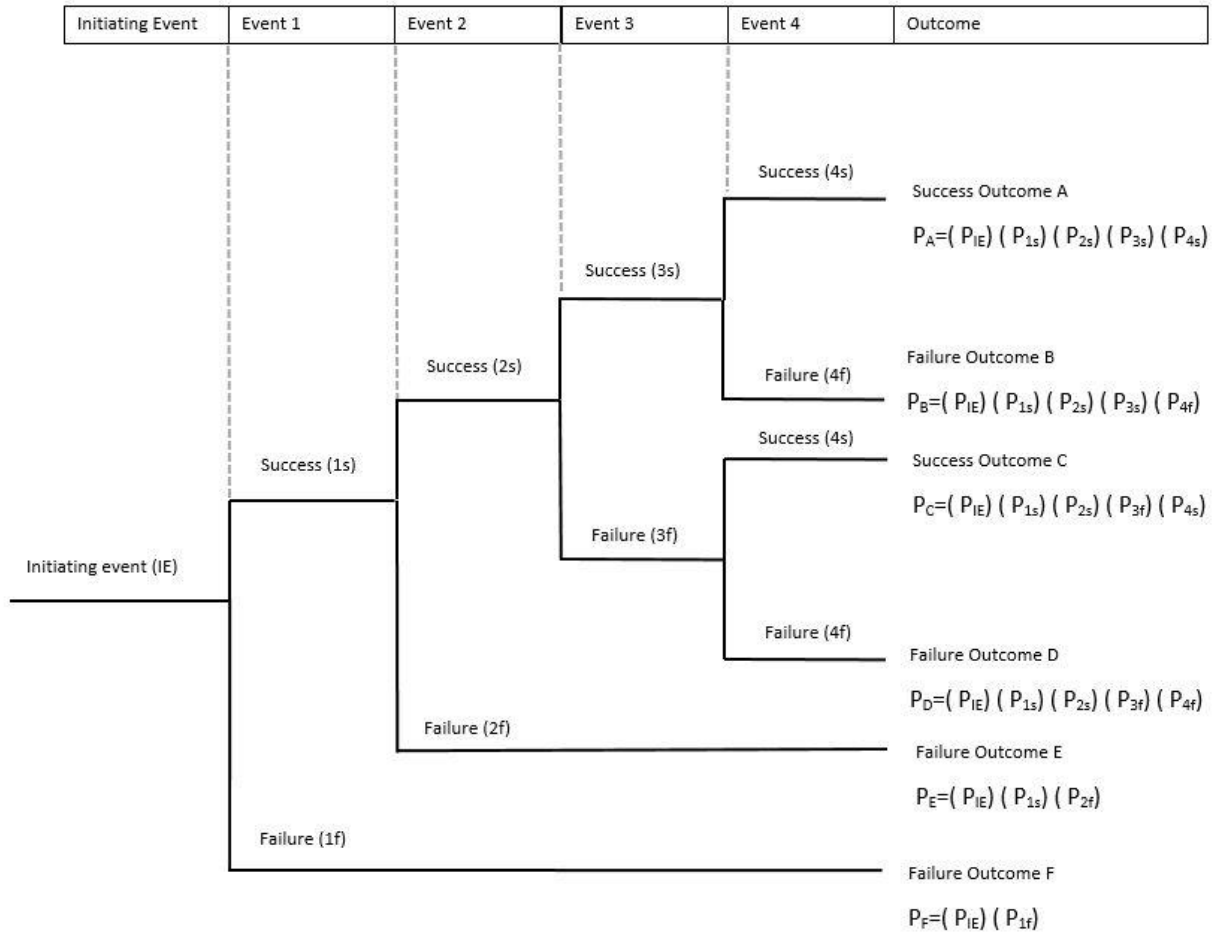 Initiating Event Event 1 Event 2 Event 3 Event 4 Outcome
Success (4s)
Success Outcome A
P_A=( P_IE) ( P_1s) ( P_2s) ( P_3s) ( P_4s)
Success (3s)
Failure Outcome B
Success (2s)
Failure (4f)
P_B=( P_IE) ( P_1s) ( P_2s) ( P_3s) ( P_4f)
Success (4s)
Success (1s)
Success Outcome C
P_C=( P_IE) ( P_1s) ( P_2s) ( P_3f) ( P_4s)
Failure (3f)
Initiating event (IE)
Failure (4f)
Failure Outcome D
P_D=( P_IE) ( P_1s) ( P_2s) ( P_3f) ( P_4f)
Failure (2f)
Failure Outcome E
P_E=( P_IE) ( P_1s) ( P_2f)
Failure (1f)
Failure Outcome F
P_F=( P_IE) ( P_1f)